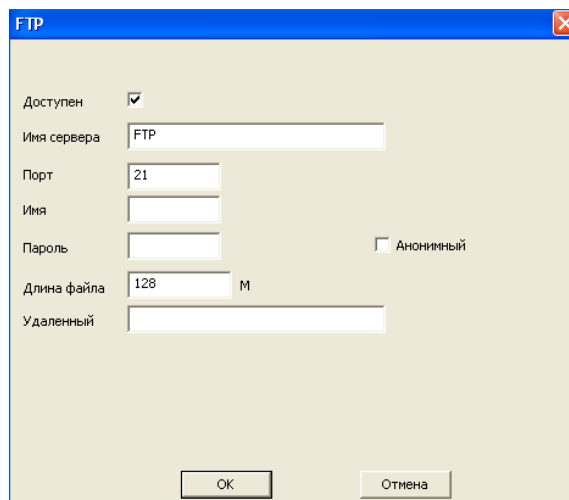 FTP
Доступен
Имя сервера FTP
Порт 21
Имя
Пароль Анонимный
Длина файла 128 М
Удаленный
OK Отмена